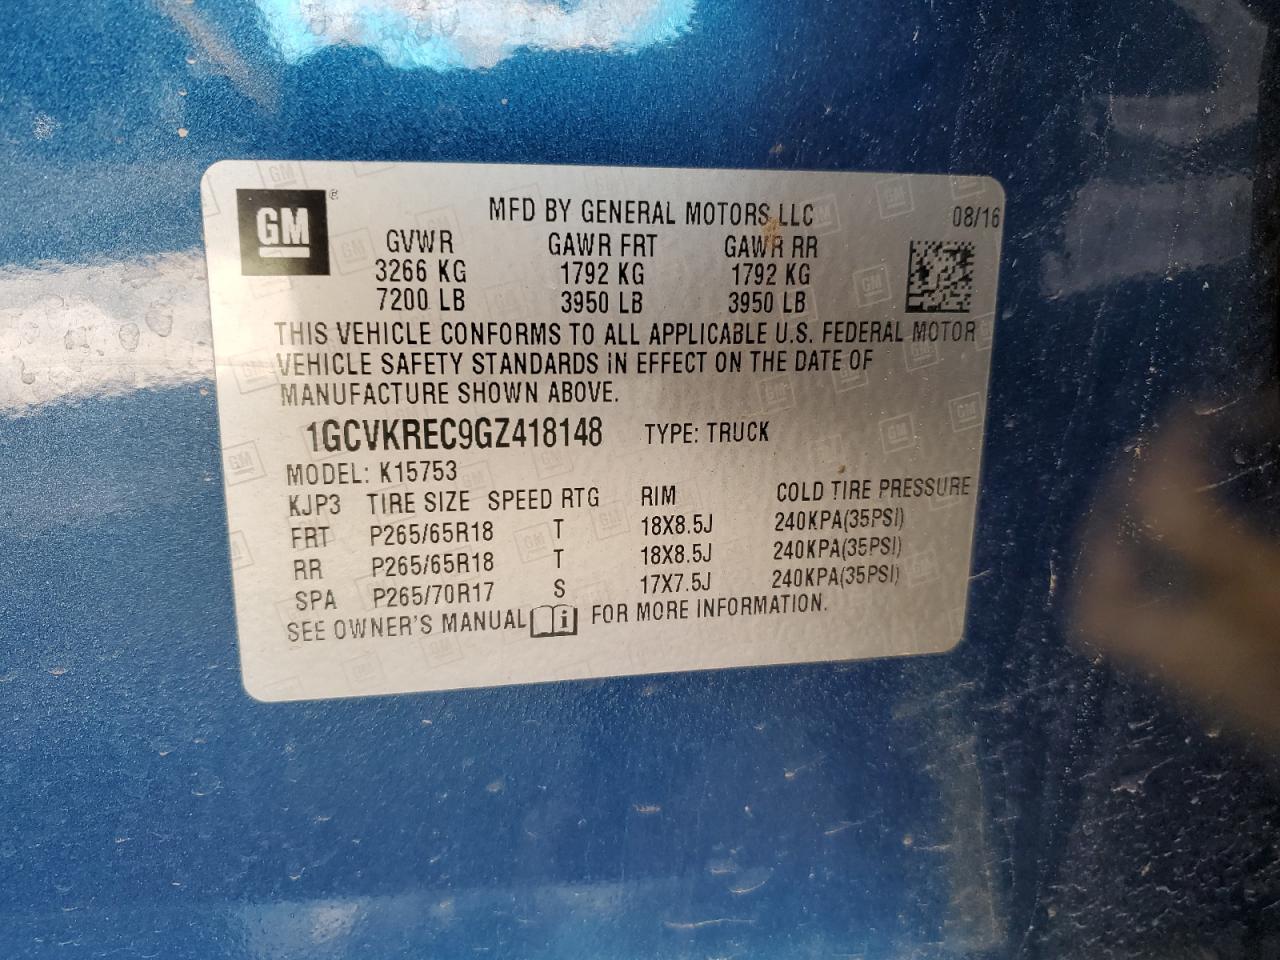 GM ®
MFD BY GENERAL MOTORS LLC 08/16
GVWR GAWR FRT GAWR RR
3266 KG 1792 KG 1792 KG
7200 LB 3950 LB 3950 LB
THIS VEHICLE CONFORMS TO ALL APPLICABLE U.S. FEDERAL MOTOR
VEHICLE SAFETY STANDARDS IN EFFECT ON THE DATE OF
MANUFACTURE SHOWN ABOVE.
1GCVKREC9GZ418148 TYPE: TRUCK
MODEL: K15753
KJP3 TIRE SIZE SPEED RTG RIM COLD TIRE PRESSURE
FRT P265/65R18 T 18X8.5J 240KPA(35PSI)
RR P265/65R18 T 18X8.5J 240KPA(35PSI)
SPA P265/70R17 S 17X7.5J 240KPA(35PSI)
SEE OWNER'S MANUAL i FOR MORE INFORMATION.